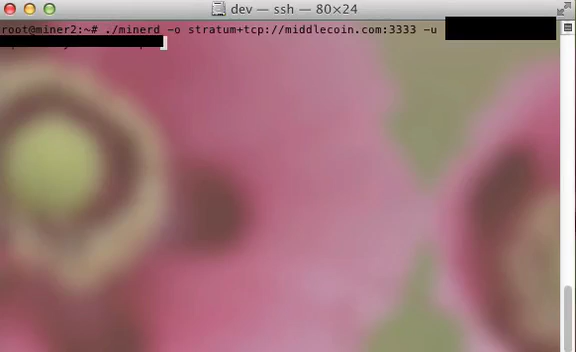 dev — ssh — 80×24
root@miner2:~# ./minerd -o stratum+tcp://middlecoin.com:3333 -u